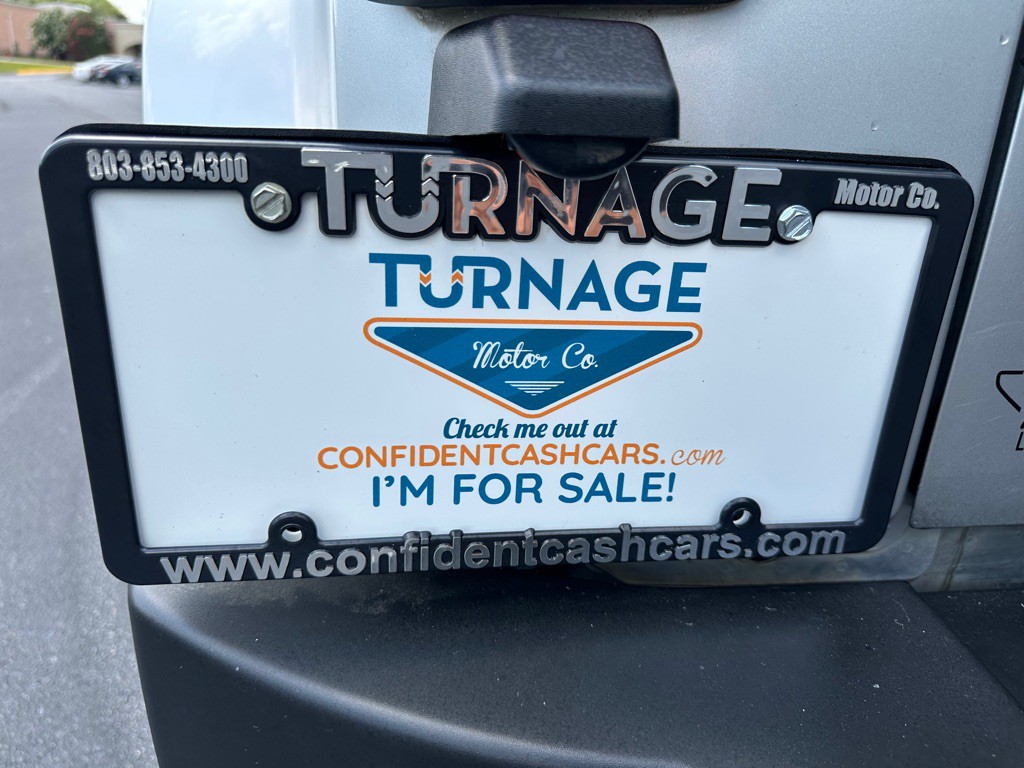 803-853-4300 TURNAGE Motor Co.
TURNAGE
Motor Co.
Check me out at
CONFIDENTCASHCARS.com
I'M FOR SALE!
www.confidentcashcars.com